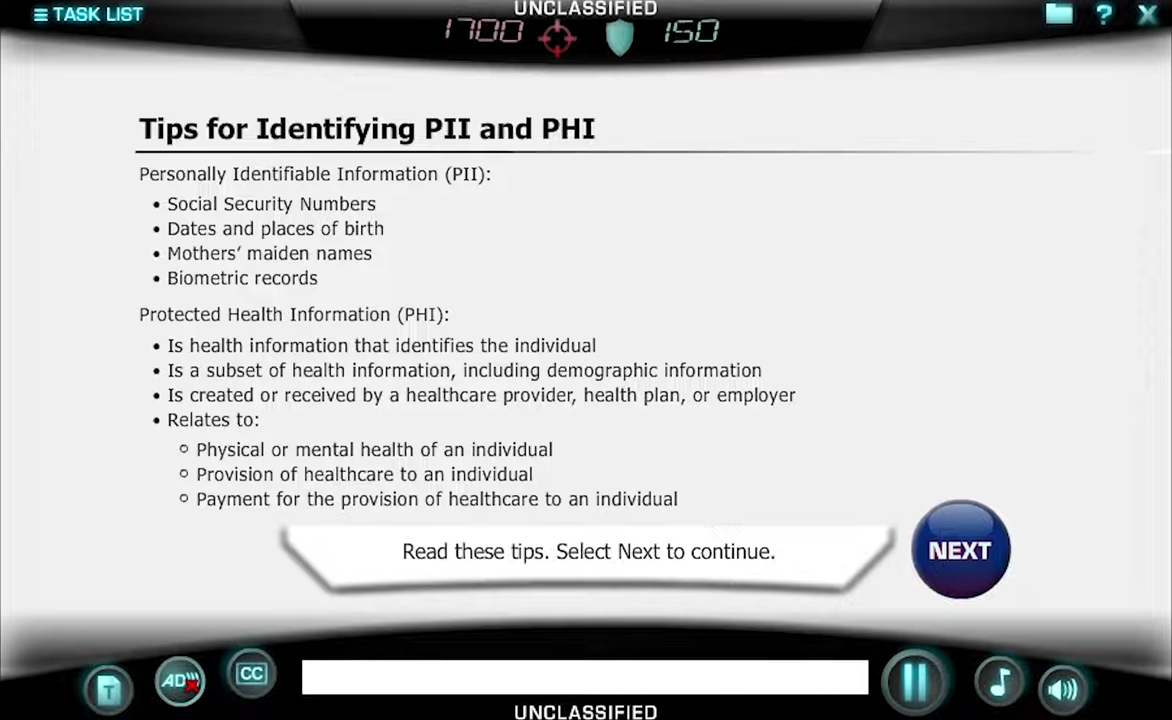 UNCLASSIFIED
TASK LIST
1700 150
?
X
Tips for Identifying PII and PHI
Personally Identifiable Information (PII):
• Social Security Numbers
• Dates and places of birth
• Mothers’ maiden names
• Biometric records
Protected Health Information (PHI):
• Is health information that identifies the individual
• Is a subset of health information, including demographic information
• Is created or received by a healthcare provider, health plan, or employer
• Relates to:
○ Physical or mental health of an individual
○ Provision of healthcare to an individual
○ Payment for the provision of healthcare to an individual
Read these tips. Select Next to continue.
NEXT
T
AD
CC
UNCLASSIFIED